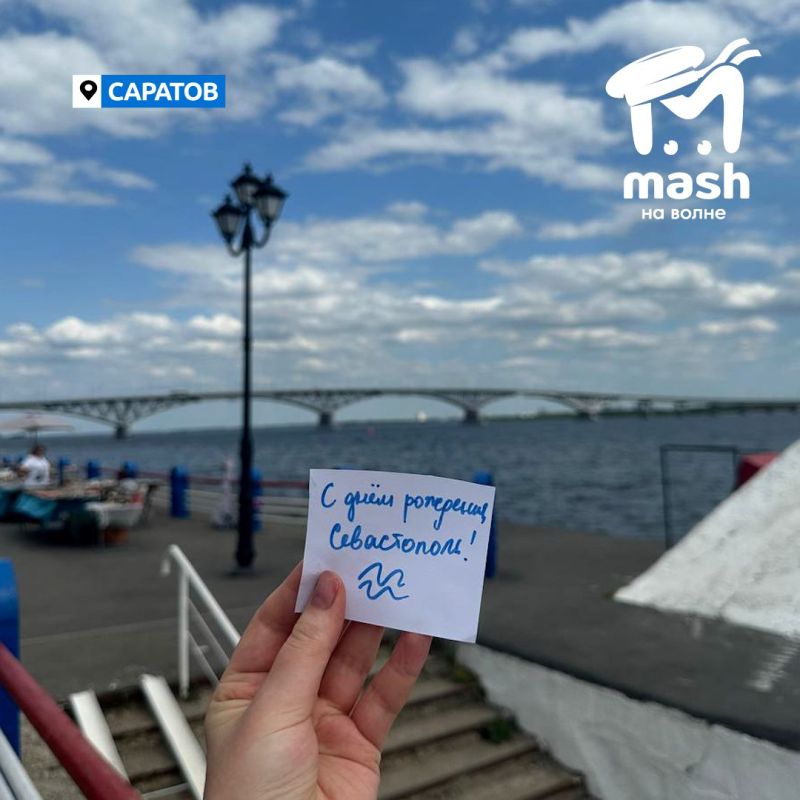 САРАТОВ
mash
на волне
С днём рождения
Севастополь!